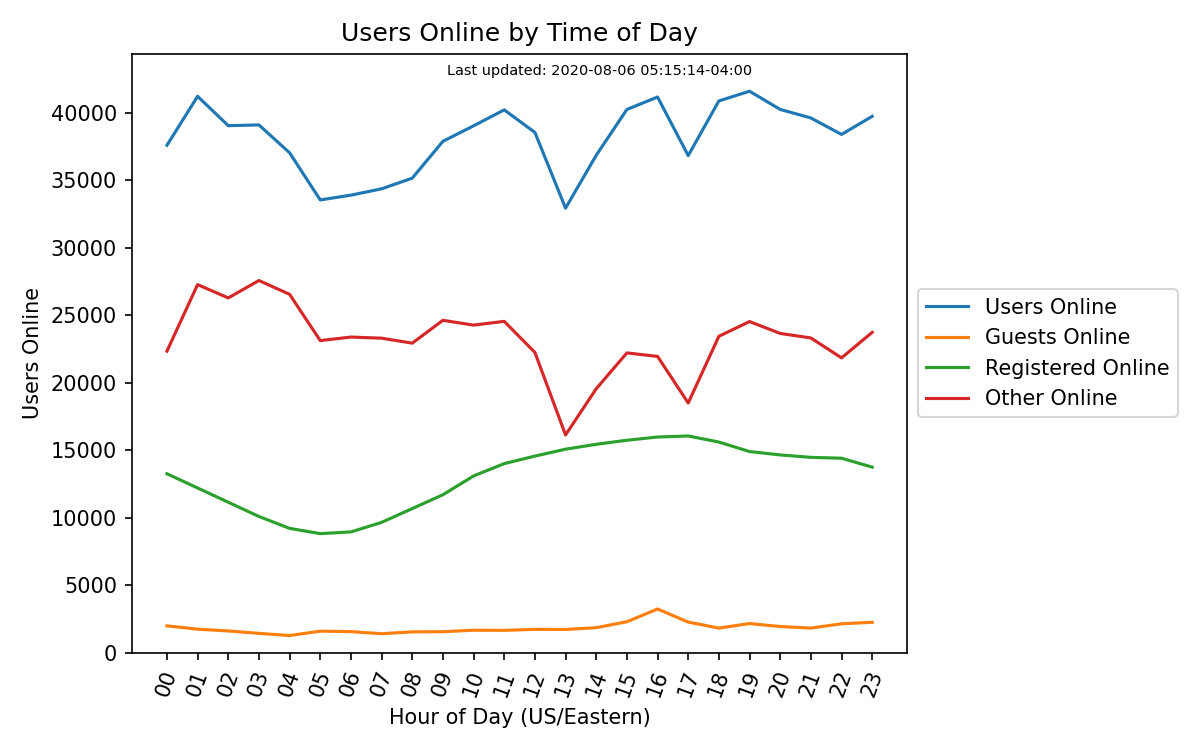 Users Online by Time of Day
Last updated: 2020-08-06 05:15:14-04:00
Users Online
40000
35000
30000
25000
20000
15000
10000
5000
0
00 01 02 03 04 05 06 07 08 09 10 11 12 13 14 15 16 17 18 19 20 21 22 23
Hour of Day (US/Eastern)
Users Online
Guests Online
Registered Online
Other Online